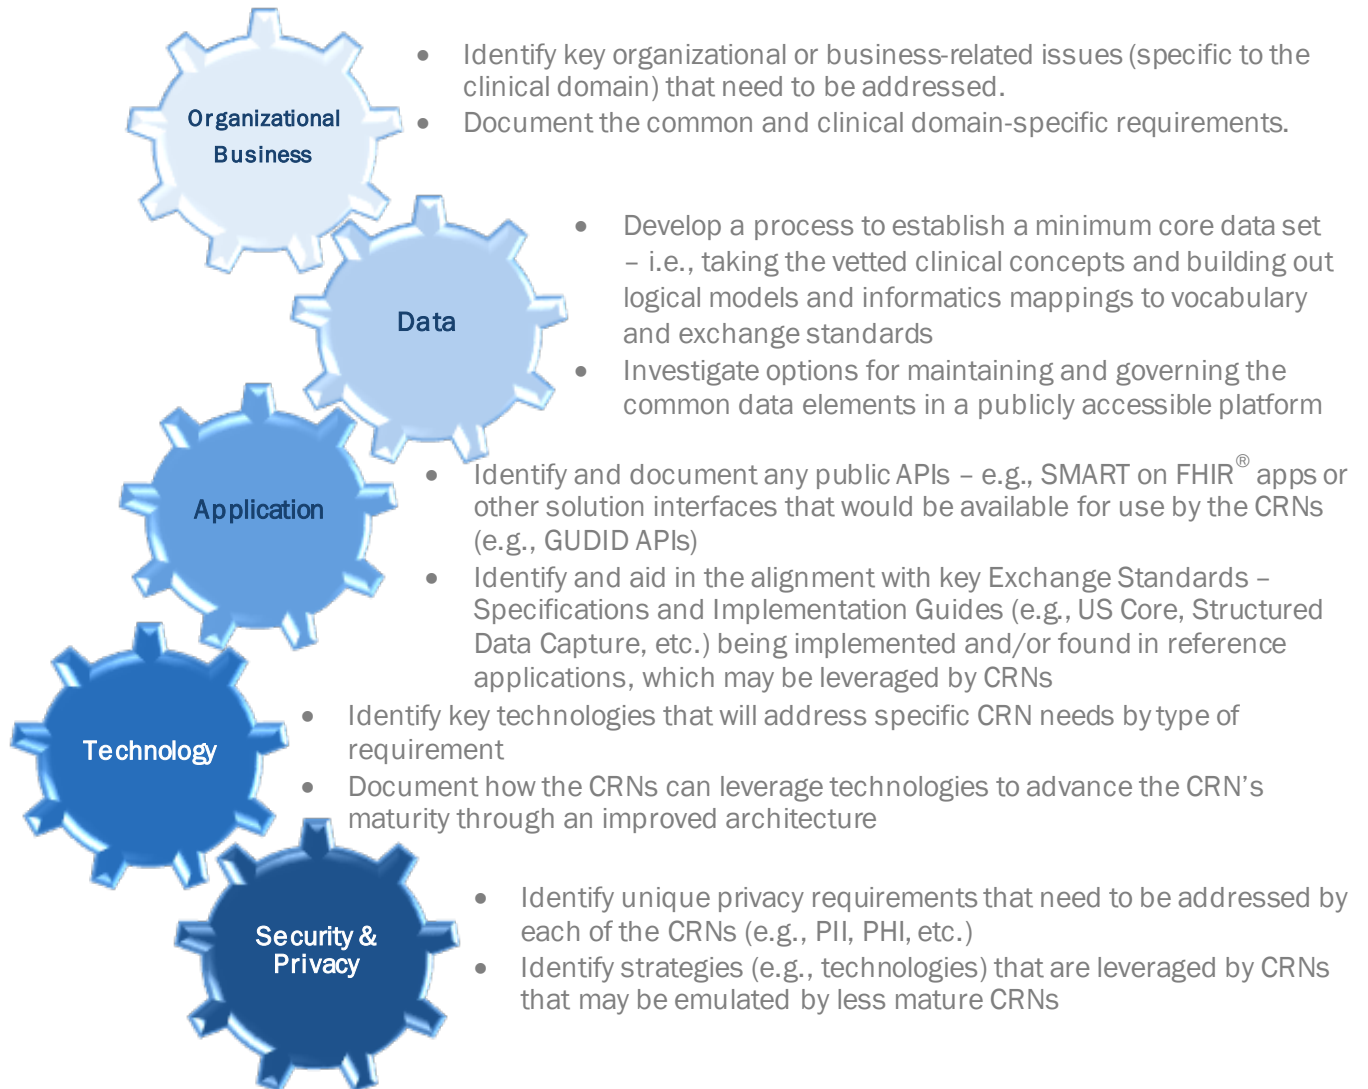 Organizational
Business
• Identify key organizational or business-related issues (specific to the
clinical domain) that need to be addressed.
• Document the common and clinical domain-specific requirements.
Data
• Develop a process to establish a minimum core data set
– i.e., taking the vetted clinical concepts and building out
logical models and informatics mappings to vocabulary
and exchange standards
• Investigate options for maintaining and governing the
common data elements in a publicly accessible platform
Application
• Identify and document any public APIs – e.g., SMART on FHIR® apps or
other solution interfaces that would be available for use by the CRNs
(e.g., GUDID APIs)
• Identify and aid in the alignment with key Exchange Standards –
Specifications and Implementation Guides (e.g., US Core, Structured
Data Capture, etc.) being implemented and/or found in reference
applications, which may be leveraged by CRNs
Technology
• Identify key technologies that will address specific CRN needs by type of
requirement
• Document how the CRNs can leverage technologies to advance the CRN’s
maturity through an improved architecture
Security &
Privacy
• Identify unique privacy requirements that need to be addressed by
each of the CRNs (e.g., PII, PHI, etc.)
• Identify strategies (e.g., technologies) that are leveraged by CRNs
that may be emulated by less mature CRNs